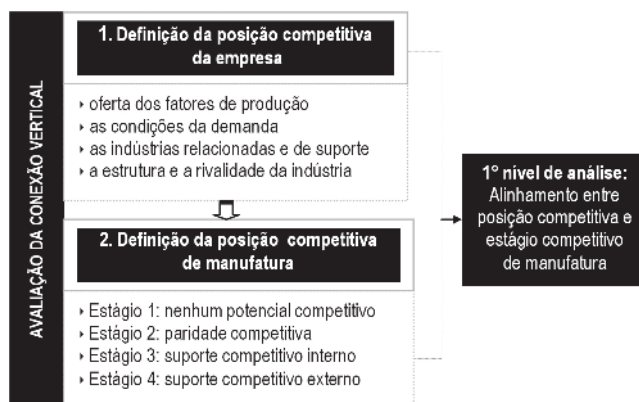 AVALIAÇÃO DA CONEXÃO VERTICAL
1. Definição da posição competitiva
da empresa
oferta dos fatores de produção
as condições da demanda
as indústrias relacionadas e de suporte
a estrutura e a rivalidade da indústria
2. Definição da posição competitiva
de manufatura
Estágio 1: nenhum potencial competitivo
Estágio 2: paridade competitiva
Estágio 3: suporte competitivo interno
Estágio 4: suporte competitivo externo
1° nível de análise:
Alinhamento entre
posição competitiva e
estágio competitivo
de manufatura